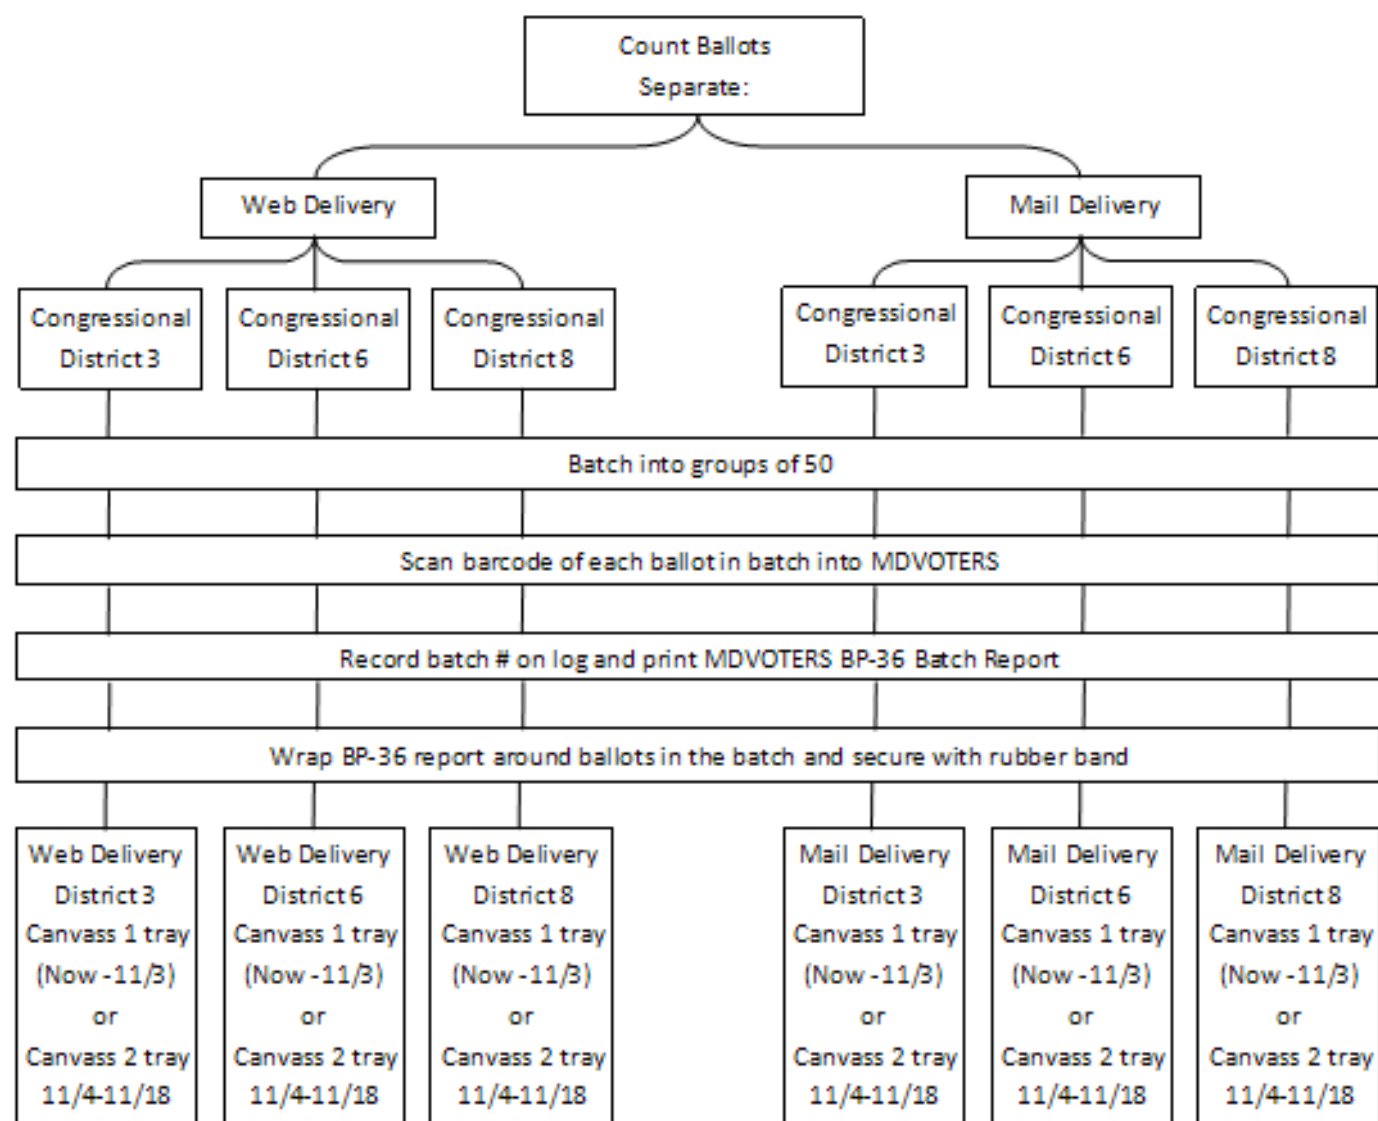 Count Ballots
Separate:
Web Delivery
Mail Delivery
Congressional
District 3
Congressional
District 6
Congressional
District 8
Congressional
District 3
Congressional
District 6
Congressional
District 8
Batch into groups of 50
Scan barcode of each ballot in batch into MDVOTERS
Record batch # on log and print MDVOTERS BP-36 Batch Report
Wrap BP-36 report around ballots in the batch and secure with rubber band
Web Delivery
District 3
Canvass 1 tray
(Now -11/3)
or
Canvass 2 tray
11/4-11/18
Web Delivery
District 6
Canvass 1 tray
(Now -11/3)
or
Canvass 2 tray
11/4-11/18
Web Delivery
District 8
Canvass 1 tray
(Now -11/3)
or
Canvass 2 tray
11/4-11/18
Mail Delivery
District 3
Canvass 1 tray
(Now -11/3)
or
Canvass 2 tray
11/4-11/18
Mail Delivery
District 6
Canvass 1 tray
(Now -11/3)
or
Canvass 2 tray
11/4-11/18
Mail Delivery
District 8
Canvass 1 tray
(Now -11/3)
or
Canvass 2 tray
11/4-11/18